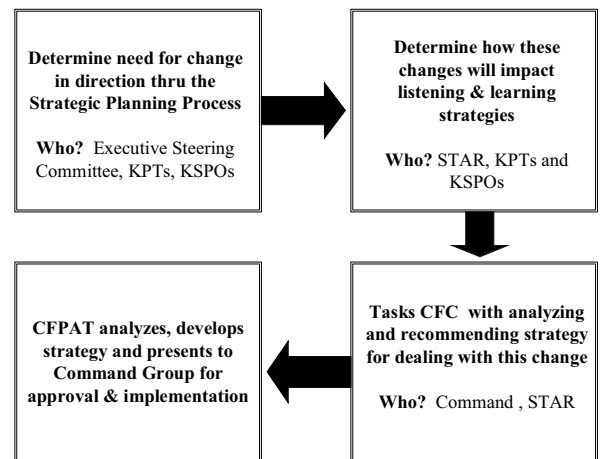 Determine need for change
in direction thru the
Strategic Planning Process
Who? Executive Steering
Committee, KPTs, KSPOs
Determine how these
changes will impact
listening & learning
strategies
Who? STAR, KPTs and
KSPOs
Tasks CFC with analyzing
and recommending strategy
for dealing with this change
Who? Command , STAR
CFPAT analyzes, develops
strategy and presents to
Command Group for
approval & implementation